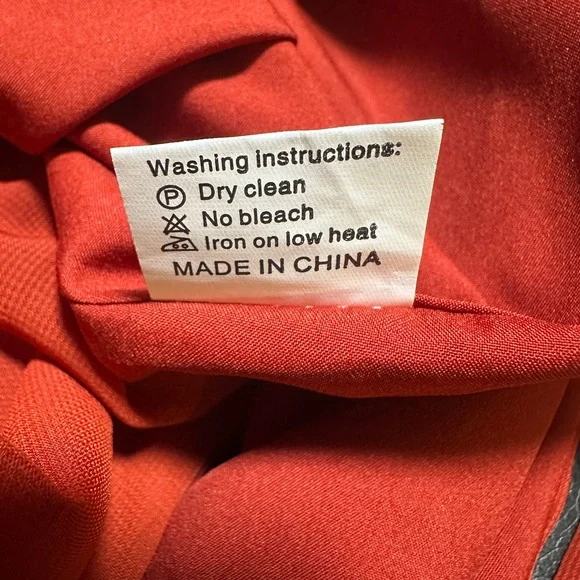 Washing instructions:
Ⓟ Dry clean
No bleach
Iron on low heat
MADE IN CHINA